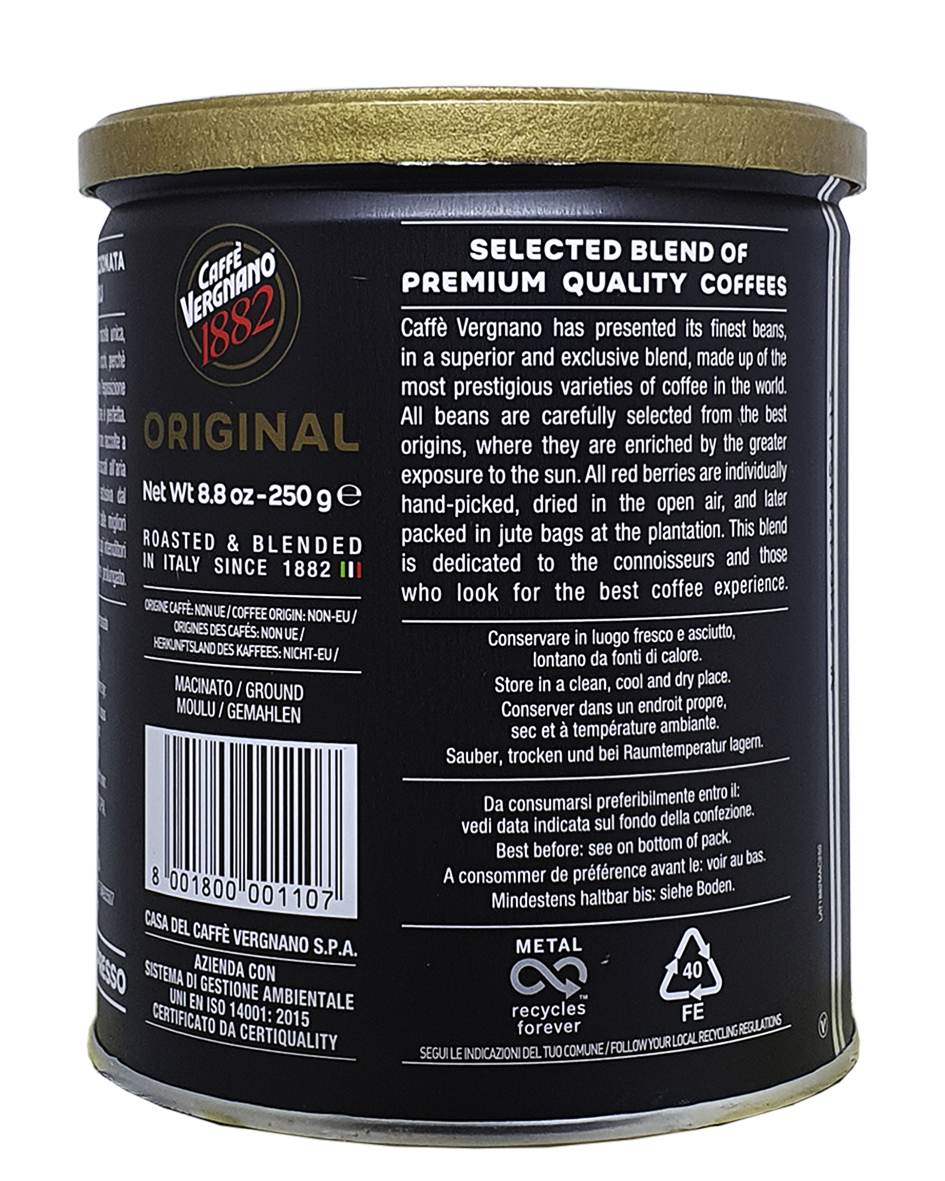 CAFFÈ
VERGNANO®
1882
ORIGINAL
Net Wt 8.8 oz - 250 g ℮
ROASTED & BLENDED
IN ITALY SINCE 1882
ORIGINE CAFFÈ: NON UE / COFFEE ORIGIN: NON-EU /
ORIGINES DES CAFÉS: NON UE /
HERKUNFTSLAND DES KAFFEES: NICHT-EU /
MACINATO / GROUND
MOULU / GEMAHLEN
8 001800 001107
CASA DEL CAFFÈ VERGNANO S.P.A.
AZIENDA CON
SISTEMA DI GESTIONE AMBIENTALE
UNI EN ISO 14001: 2015
CERTIFICATO DA CERTIQUALITY
SELECTED BLEND OF
PREMIUM QUALITY COFFEES
Caffè Vergnano has presented its finest beans,
in a superior and exclusive blend, made up of the
most prestigious varieties of coffee in the world.
All beans are carefully selected from the best
origins, where they are enriched by the greater
exposure to the sun. All red berries are individually
hand-picked, dried in the open air, and later
packed in jute bags at the plantation. This blend
is dedicated to the connoisseurs and those
who look for the best coffee experience.
Conservare in luogo fresco e asciutto,
lontano da fonti di calore.
Store in a clean, cool and dry place.
Conserver dans un endroit propre,
sec et à température ambiante.
Sauber, trocken und bei Raumtemperatur lagern.
Da consumarsi preferibilmente entro il:
vedi data indicata sul fondo della confezione.
Best before: see on bottom of pack.
A consommer de préférence avant le: voir au bas.
Mindestens haltbar bis: siehe Boden.
METAL
™
recycles
forever
40
FE
SEGUI LE INDICAZIONI DEL TUO COMUNE / FOLLOW YOUR LOCAL RECYCLING REGULATIONS